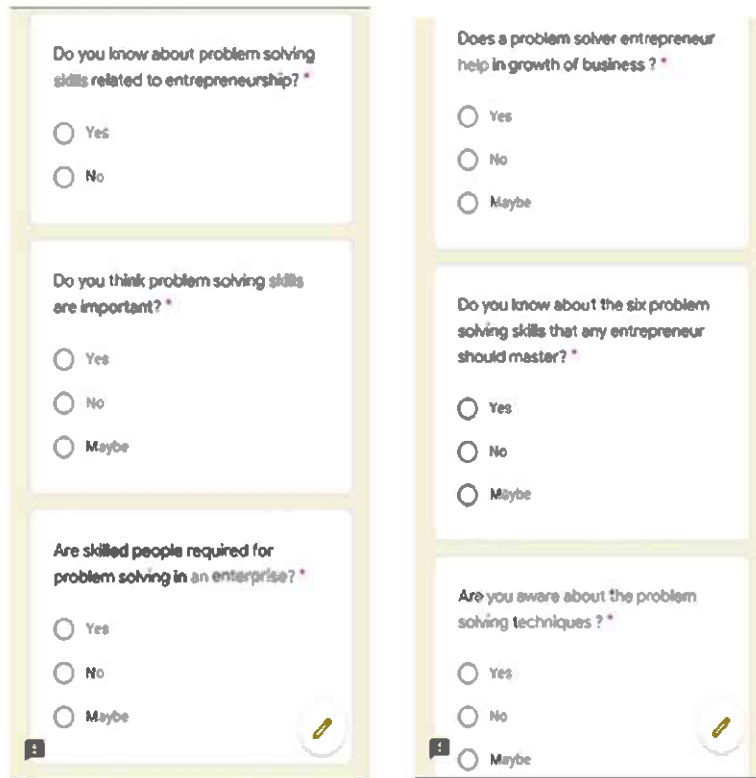 Do you know about problem solving
skills related to entrepreneurship? *
Yes
No
Do you think problem solving skills
are important? *
Yes
No
Maybe
Are skilled people required for
problem solving in an enterprise? *
Yes
No
Maybe
Does a problem solver entrepreneur
help in growth of business ? *
Yes
No
Maybe
Do you know about the six problem
solving skills that any entrepreneur
should master? *
Yes
No
Maybe
Are you aware about the problem
solving techniques ? *
Yes
No
Maybe